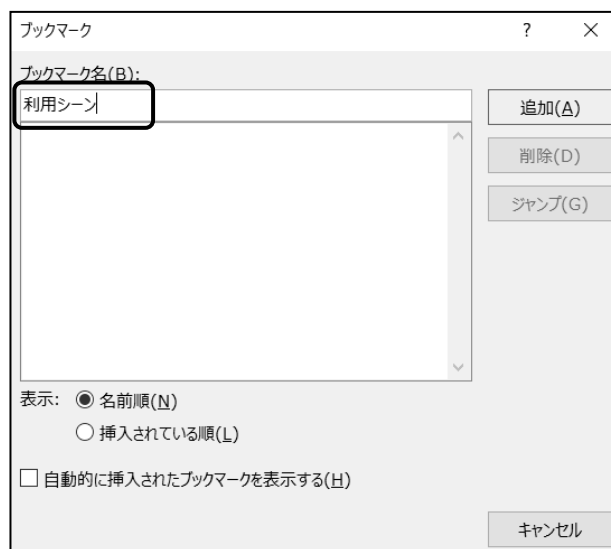 ブックマーク ? ×
ブックマーク名(B):
利用シーン
追加(A)
削除(D)
ジャンプ(G)
表示: 名前順(N)
挿入されている順(L)
自動的に挿入されたブックマークを表示する(H)
キャンセル